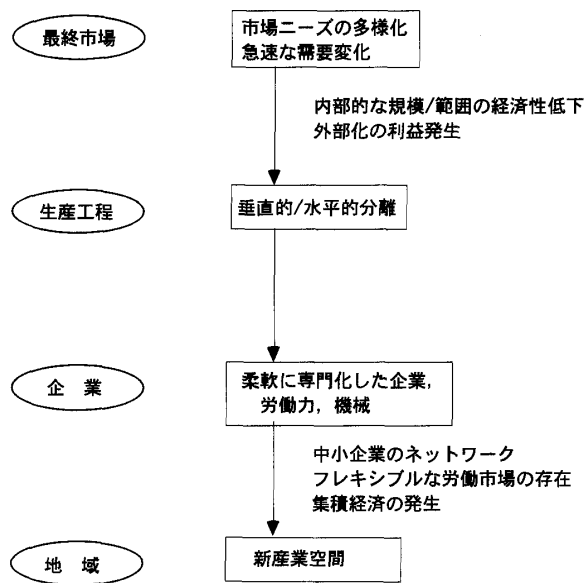 最終市場
市場ニーズの多様化
急速な需要変化
内部的な規模/範囲の経済性低下
外部化の利益発生
生産工程
垂直的/水平的分離
企 業
柔軟に専門化した企業,
労働力, 機械
中小企業のネットワーク
フレキシブルな労働市場の存在
集積経済の発生
地 域
新産業空間